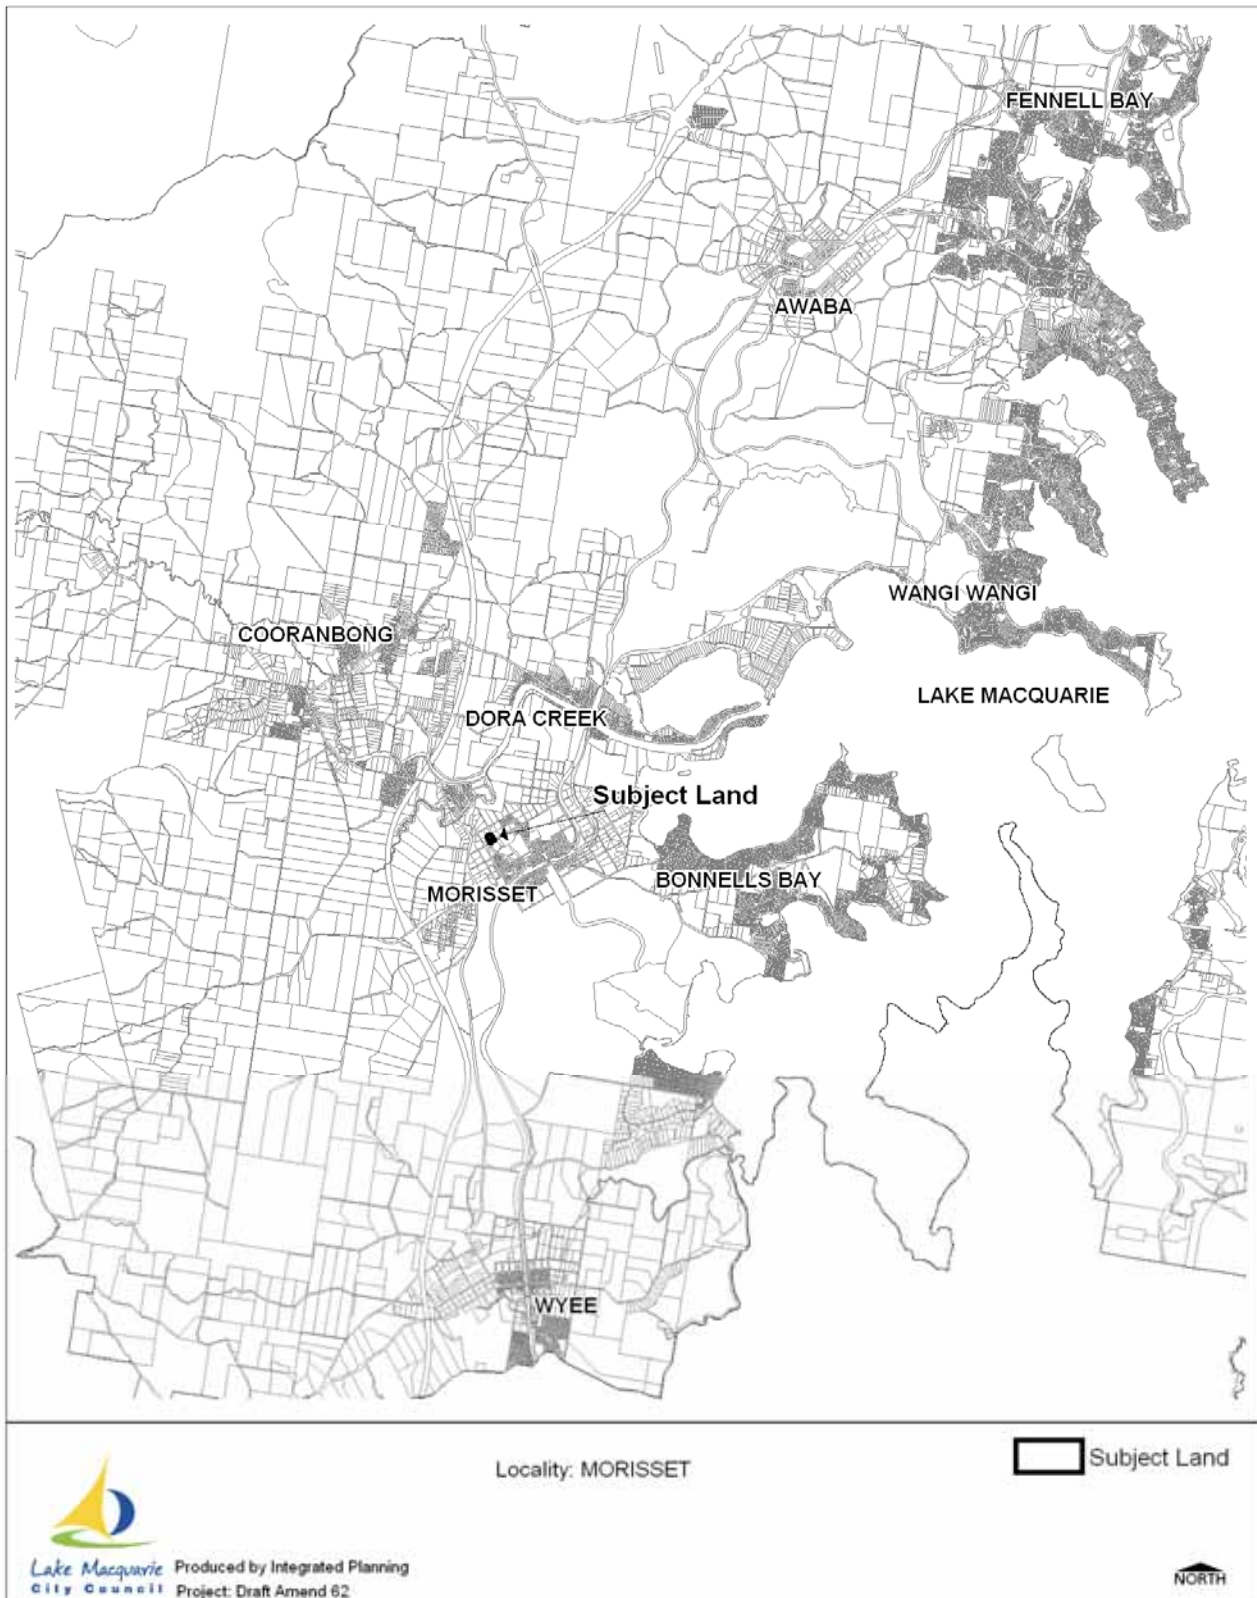 FENNELL BAY
AWABA
WANGI WANGI
COORANBONG
LAKE MACQUARIE
DORA CREEK
Subject Land
BONNELLS BAY
MORISSET
WYEE
Locality: MORISSET
Subject Land
Lake Macquarie
City Council
Produced by Integrated Planning
Project: Draft Amend 62
NORTH